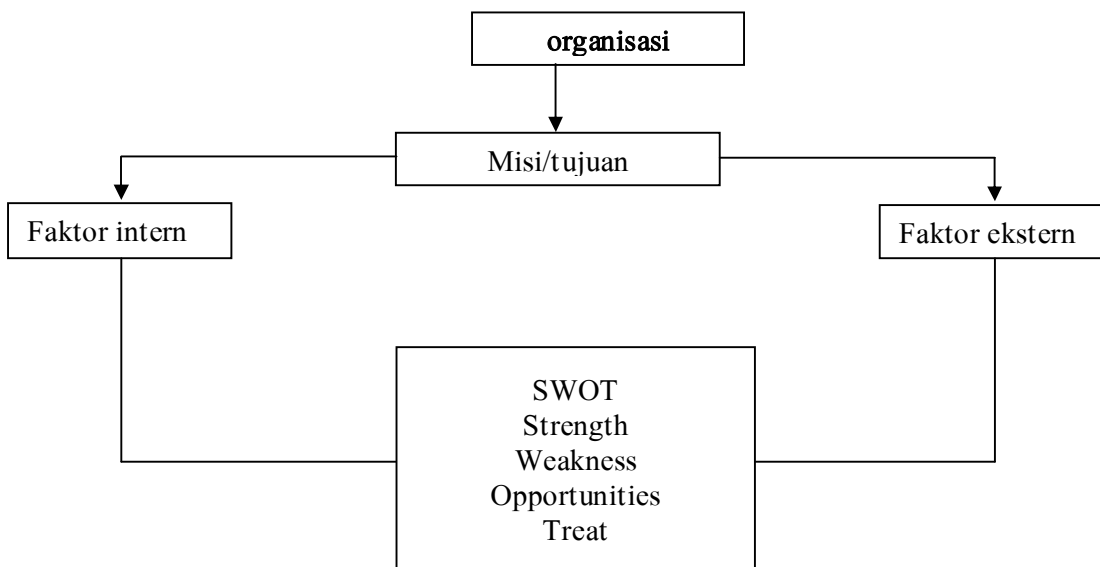 organisasi
Misi/tujuan
Faktor intern
Faktor ekstern
SWOT
Strength
Weakness
Opportunities
Treat